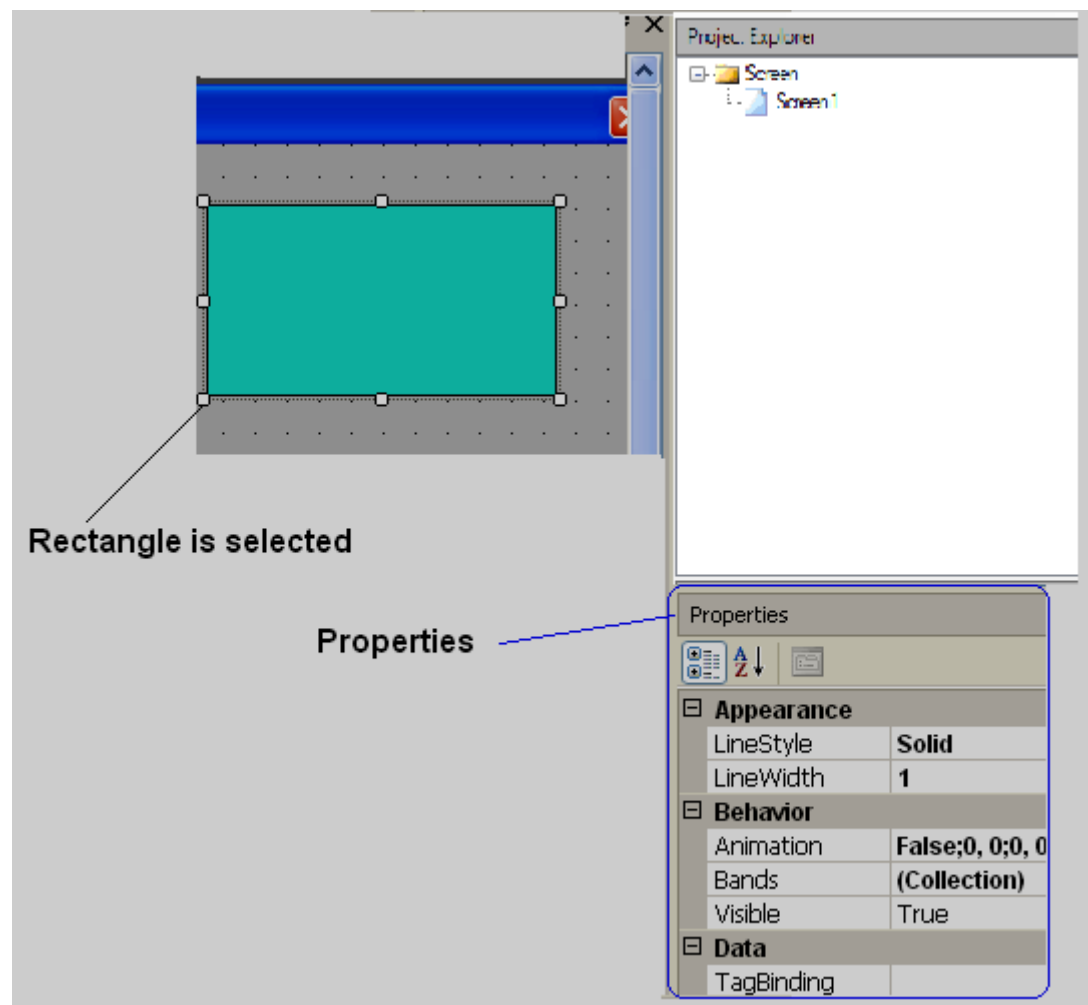 Project Explorer
Screen
Screen1
Rectangle is selected
Properties
Properties
Appearance
LineStyle Solid
LineWidth 1
Behavior
Animation False;0, 0;0, 0
Bands (Collection)
Visible True
Data
TagBinding